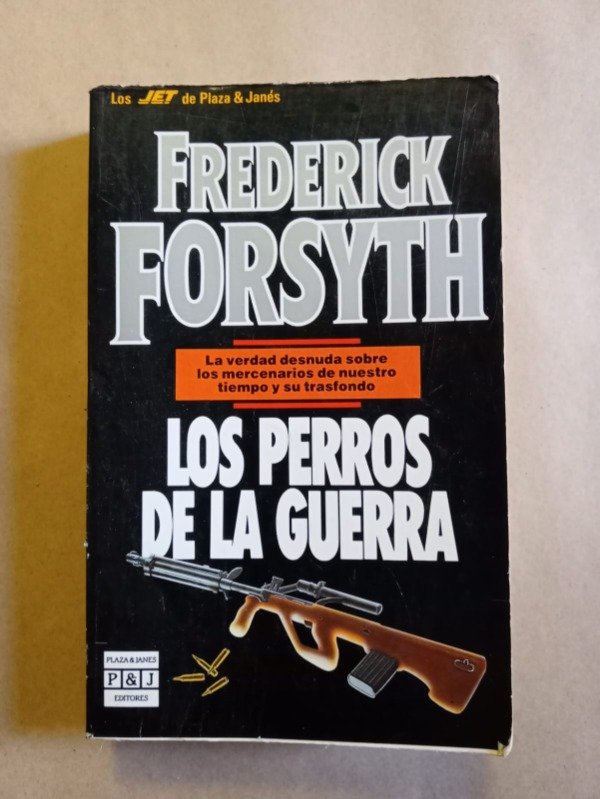 Los JET de Plaza & Janés
FREDERICK
FORSYTH
La verdad desnuda sobre
los mercenarios de nuestro
tiempo y su trasfondo
LOS PERROS
DE LA GUERRA
PLAZA & JANES
P & J
EDITORES